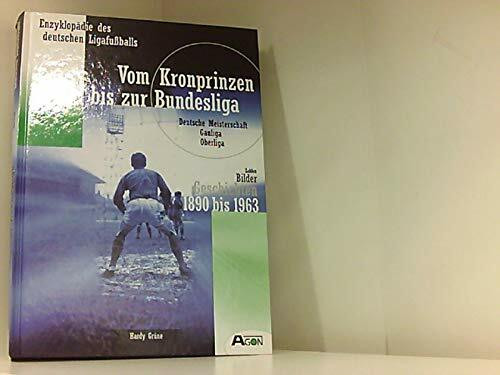 Enzyklopädie des
deutschen Ligafußballs
Vom Kronprinzen
bis zur Bundesliga
Deutsche Meisterschaft
Gauliga
Oberliga
Zahlen
Bilder
Geschichten
1890 bis 1963
Hardy Grüne
AGON